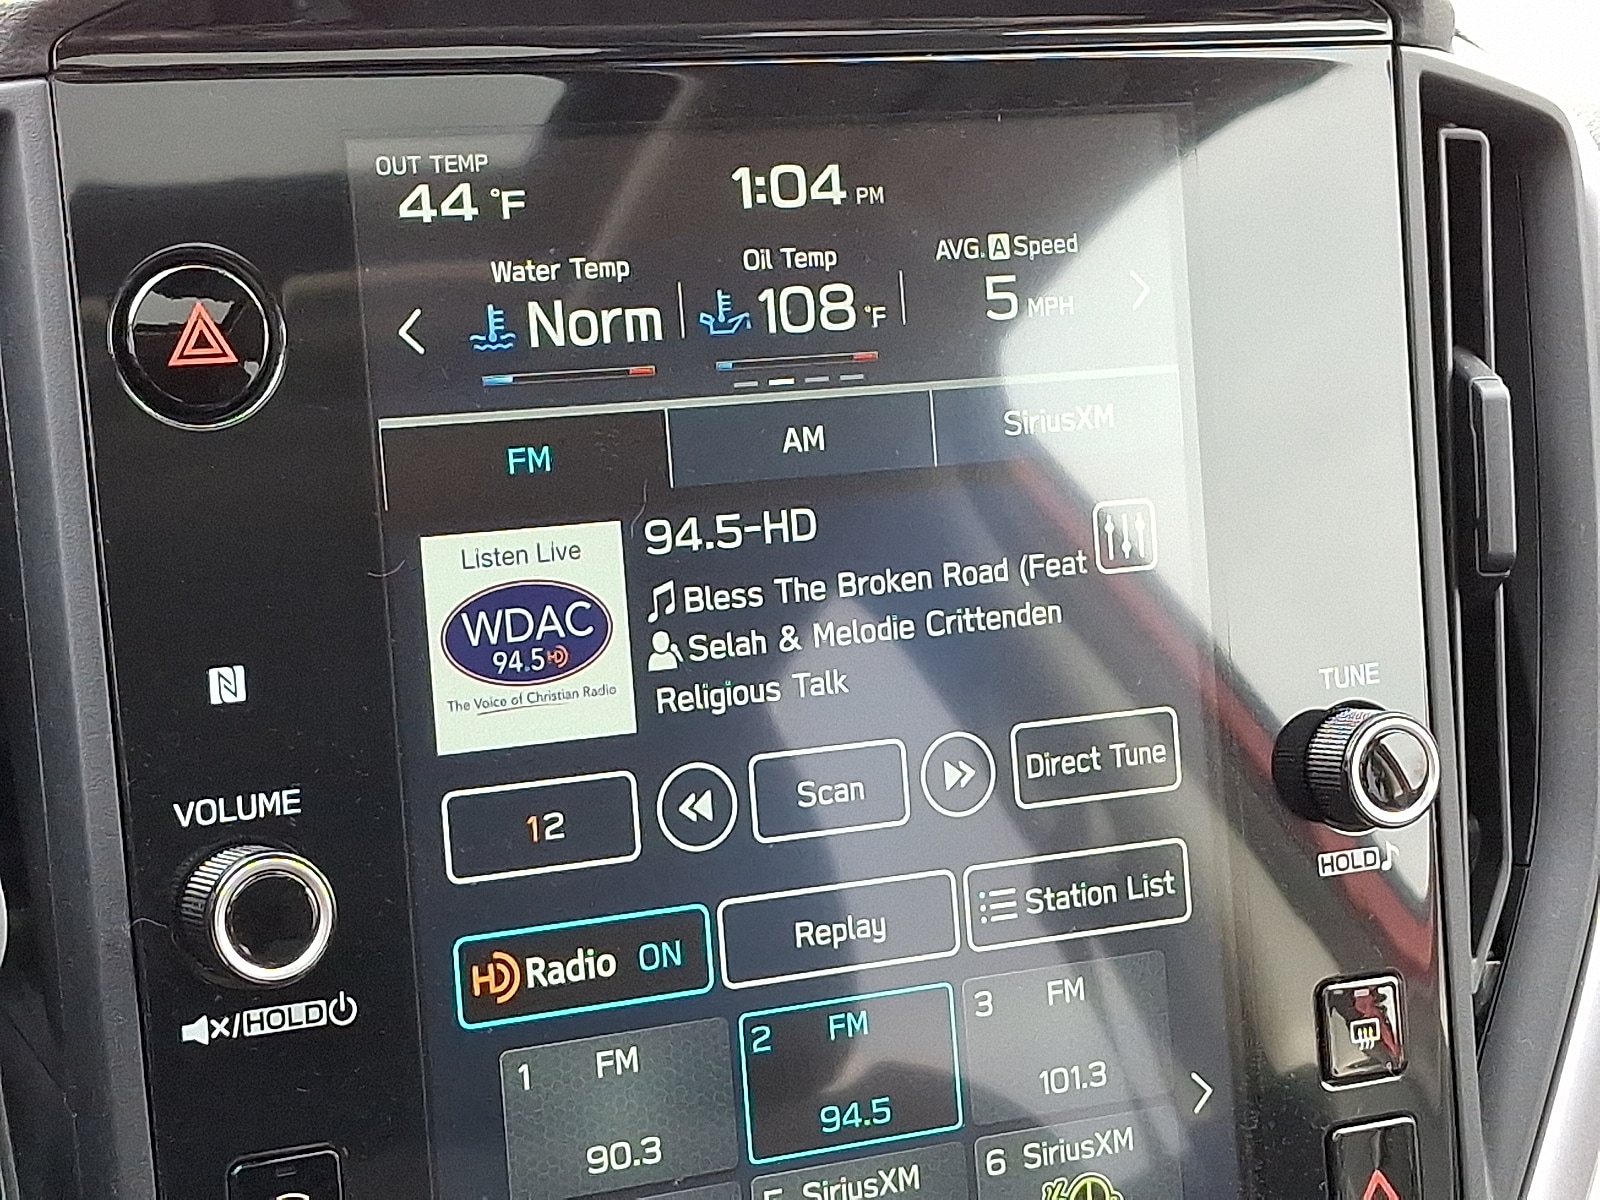 OUT TEMP
44 °F
1:04 PM
Water Temp
Norm
Oil Temp
108 °F
AVG. A Speed
5 MPH
FM
AM
SiriusXM
Listen Live
WDAC
94.5 HD
The Voice of Christian Radio
94.5-HD
Bless The Broken Road (Feat
Selah & Melodie Crittenden
Religious Talk
N
VOLUME
/HOLD
TUNE
HOLD
12
Scan
Direct Tune
HD Radio ON
Replay
Station List
1 FM
90.3
2 FM
94.5
3 FM
101.3
5 SiriusXM
6 SiriusXM